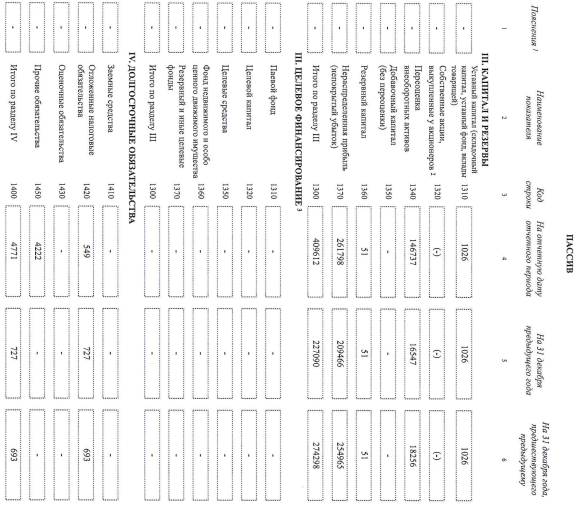 ПАССИВ
Пояснения ¹ Наименование показателя Код строки На отчетную дату отчетного периода На 31 декабря предыдущего года На 31 декабря года, предшествующего предыдущему
1 2 3 4 5 6
III. КАПИТАЛ И РЕЗЕРВЫ
Уставный капитал (складочный
капитал, уставный фонд, вклады
товарищей)
- 1310 1026 1026 1026
Собственные акции,
выкупленные у акционеров ²
- 1320 (-) (-) (-)
Переоценка
внеоборотных активов
- 1340 146737 16547 18256
Добавочный капитал
(без переоценки)
- 1350 - - -
- Резервный капитал 1360 51 51 51
Нераспределенная прибыль
(непокрытый убыток)
- 1370 261798 209466 254965
- Итого по разделу III 1300 409612 227090 274298
III. ЦЕЛЕВОЕ ФИНАНСИРОВАНИЕ ³
- Паевой фонд 1310 - - -
- Целевой капитал 1320 - - -
- Целевые средства 1350 - - -
Фонд недвижимого и особо
ценного движимого имущества
- 1360 - - -
Резервный и иные целевые
фонды
- 1370 - - -
- Итого по разделу III 1300 - - -
IV. ДОЛГОСРОЧНЫЕ ОБЯЗАТЕЛЬСТВА
- Заемные средства 1410 - - -
Отложенные налоговые
обязательства
- 1420 549 727 693
- Оценочные обязательства 1430 - - -
- Прочие обязательства 1450 4222 - -
- Итого по разделу IV 1400 4771 727 693